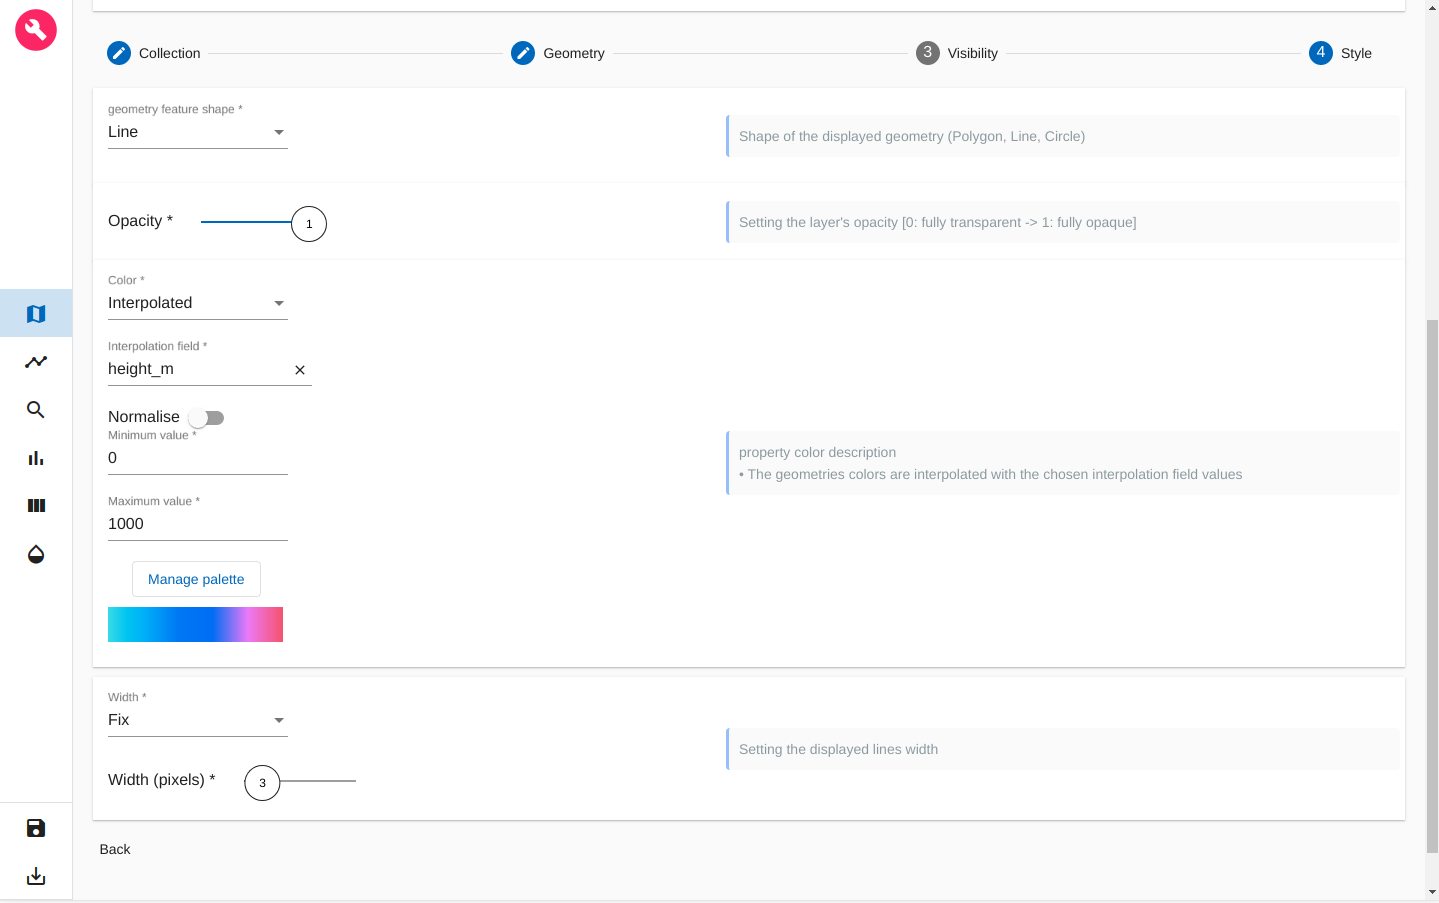 Collection
Geometry
3 Visibility
4 Style
geometry feature shape *
Line
Shape of the displayed geometry (Polygon, Line, Circle)
Opacity *
1
Setting the layer's opacity [0: fully transparent -> 1: fully opaque]
Color *
Interpolated
Interpolation field *
height_m
Normalise
Minimum value *
0
property color description
• The geometries colors are interpolated with the chosen interpolation field values
Maximum value *
1000
Manage palette
Width *
Fix
Setting the displayed lines width
Width (pixels) *
3
Back